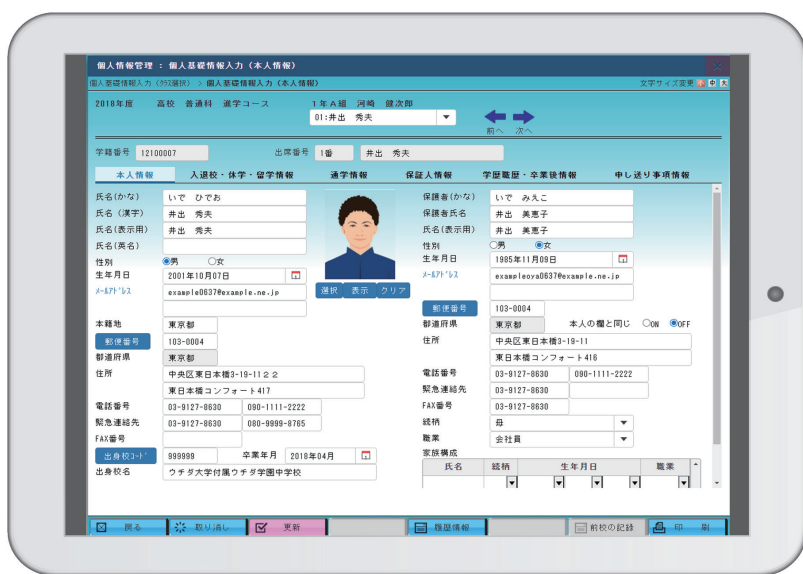 個人情報管理 : 個人基礎情報入力 (本人情報)
個人基礎情報入力 (クラス選択) > 個人基礎情報入力 (本人情報) 文字サイズ変更 小 中 大
2018年度 高校 普通科 進学コース 1年A組 河崎 健次郎
01:井出 秀夫
前へ 次へ
学籍番号 12100007 出席番号 1番 井出 秀夫
本人情報 入退校・休学・留学情報 通学情報 保証人情報 学歴職歴・卒業後情報 申し送り事項情報
氏名(かな) いで ひでお
氏名(漢字) 井出 秀夫
氏名(表示用) 井出 秀夫
氏名(英名)
性別 男 女
生年月日 2001年10月07日
メールアドレス example0637@example.ne.jp
選択 表示 クリア
本籍地 東京都
郵便番号 103-0004
都道府県 東京都
住所 中央区東日本橋3-19-1122
東日本橋コンフォート417
電話番号 03-9127-8630 090-1111-2222
緊急連絡先 03-9127-8630 080-9999-8765
FAX番号
出身校コード 999999 卒業年月 2018年04月
出身校名 ウチダ大学付属ウチダ学園中学校
保護者(かな) いで みえこ
保護者氏名 井出 美恵子
氏名(表示用) 井出 美恵子
性別 男 女
生年月日 1985年11月09日
メールアドレス exampleoya0637@example.ne.jp
郵便番号 103-0004
都道府県 東京都 本人の欄と同じ ON OFF
住所 中央区東日本橋3-19-11
東日本橋コンフォート416
電話番号 03-9127-8630 090-1111-2222
緊急連絡先 03-9127-8630
FAX番号 03-9127-8630
続柄 母
職業 会社員
家族構成
氏名 続柄 生年月日 職業
戻る 取り消し 更新 履歴情報 前校の記録 印刷